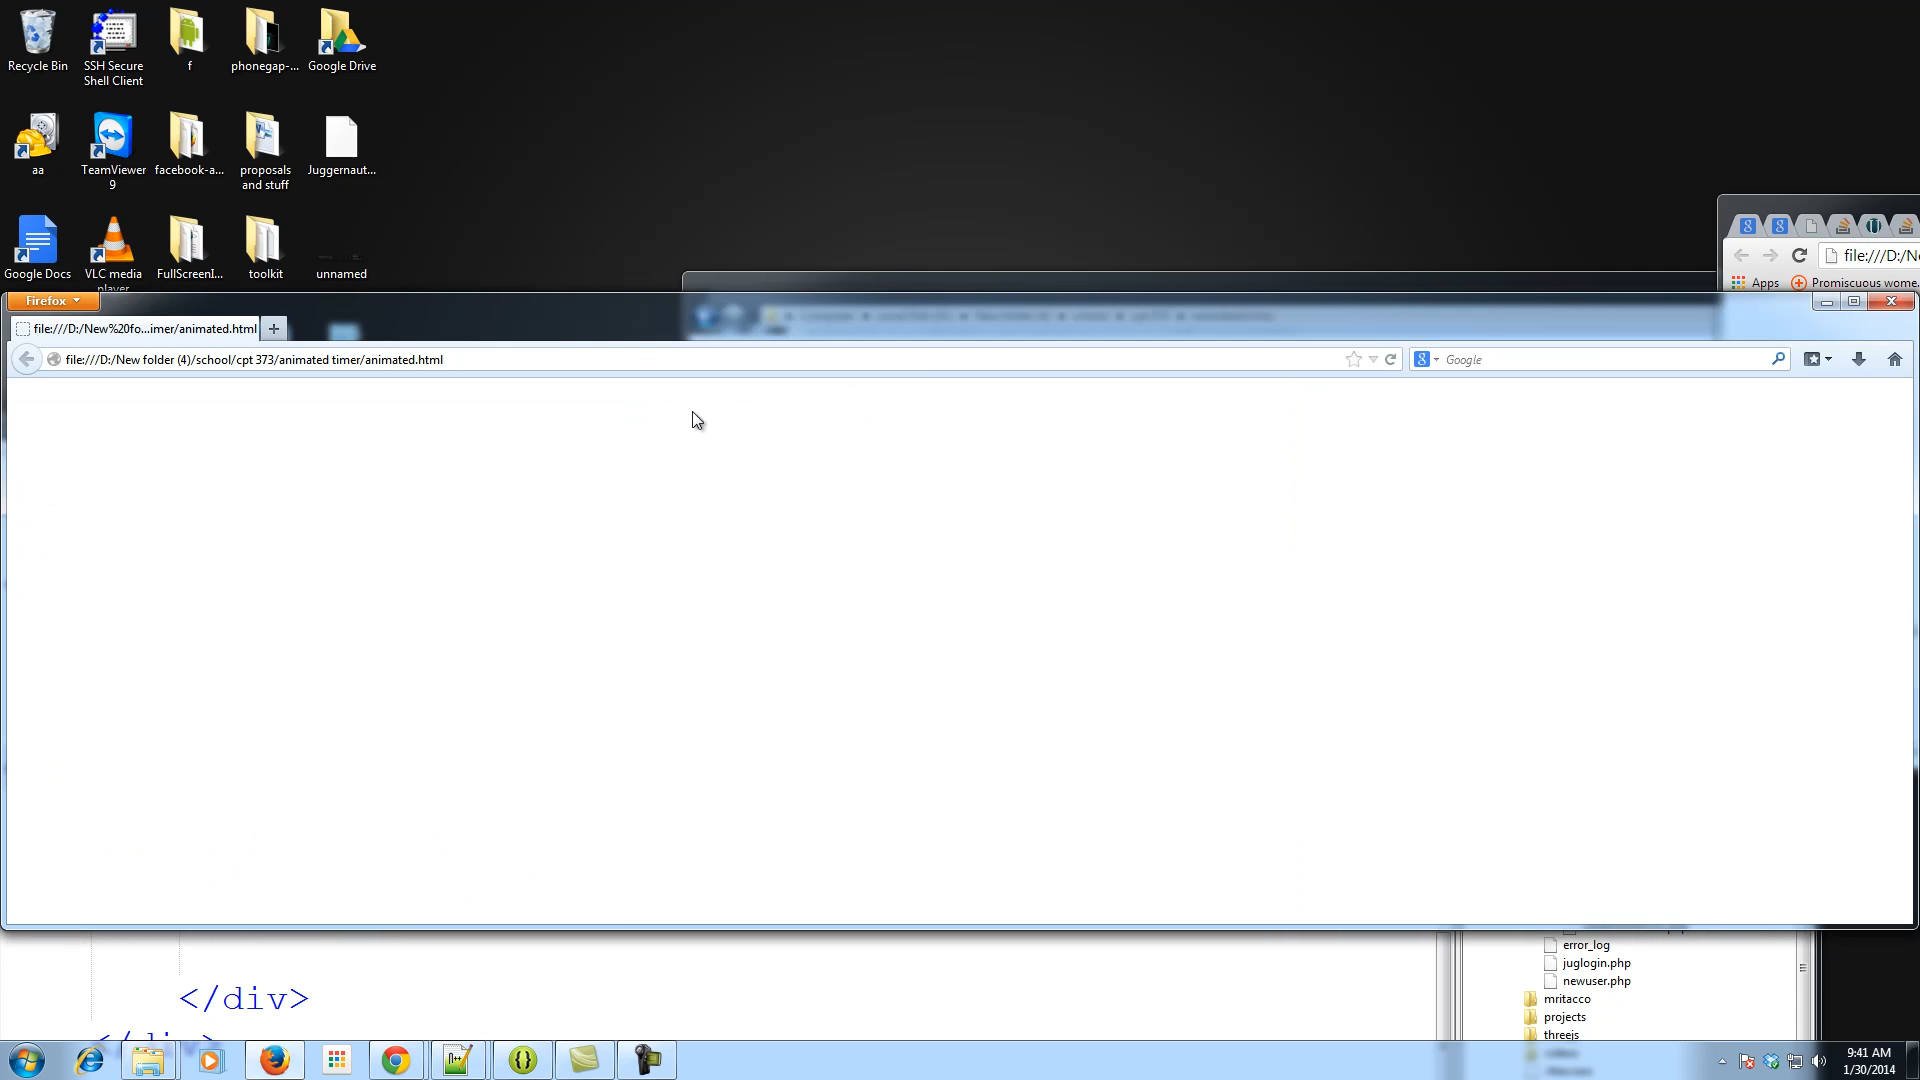 Recycle Bin
SSH Secure Shell Client
f
phonegap-...
Google Drive
aa
TeamViewer 9
facebook-a...
proposals and stuff
Juggernaut...
Google Docs
VLC media player
FullScreenI...
toolkit
unnamed
file:///D:/N
Apps
Promiscuous wome.
Firefox
file:///D:/New%20fo...imer/animated.html
file:///D:/New folder (4)/school/cpt 373/animated timer/animated.html
Google
error_log
juglogin.php
newuser.php
mritacco
projects
threejs
</div>
</div>
9:41 AM
1/30/2014